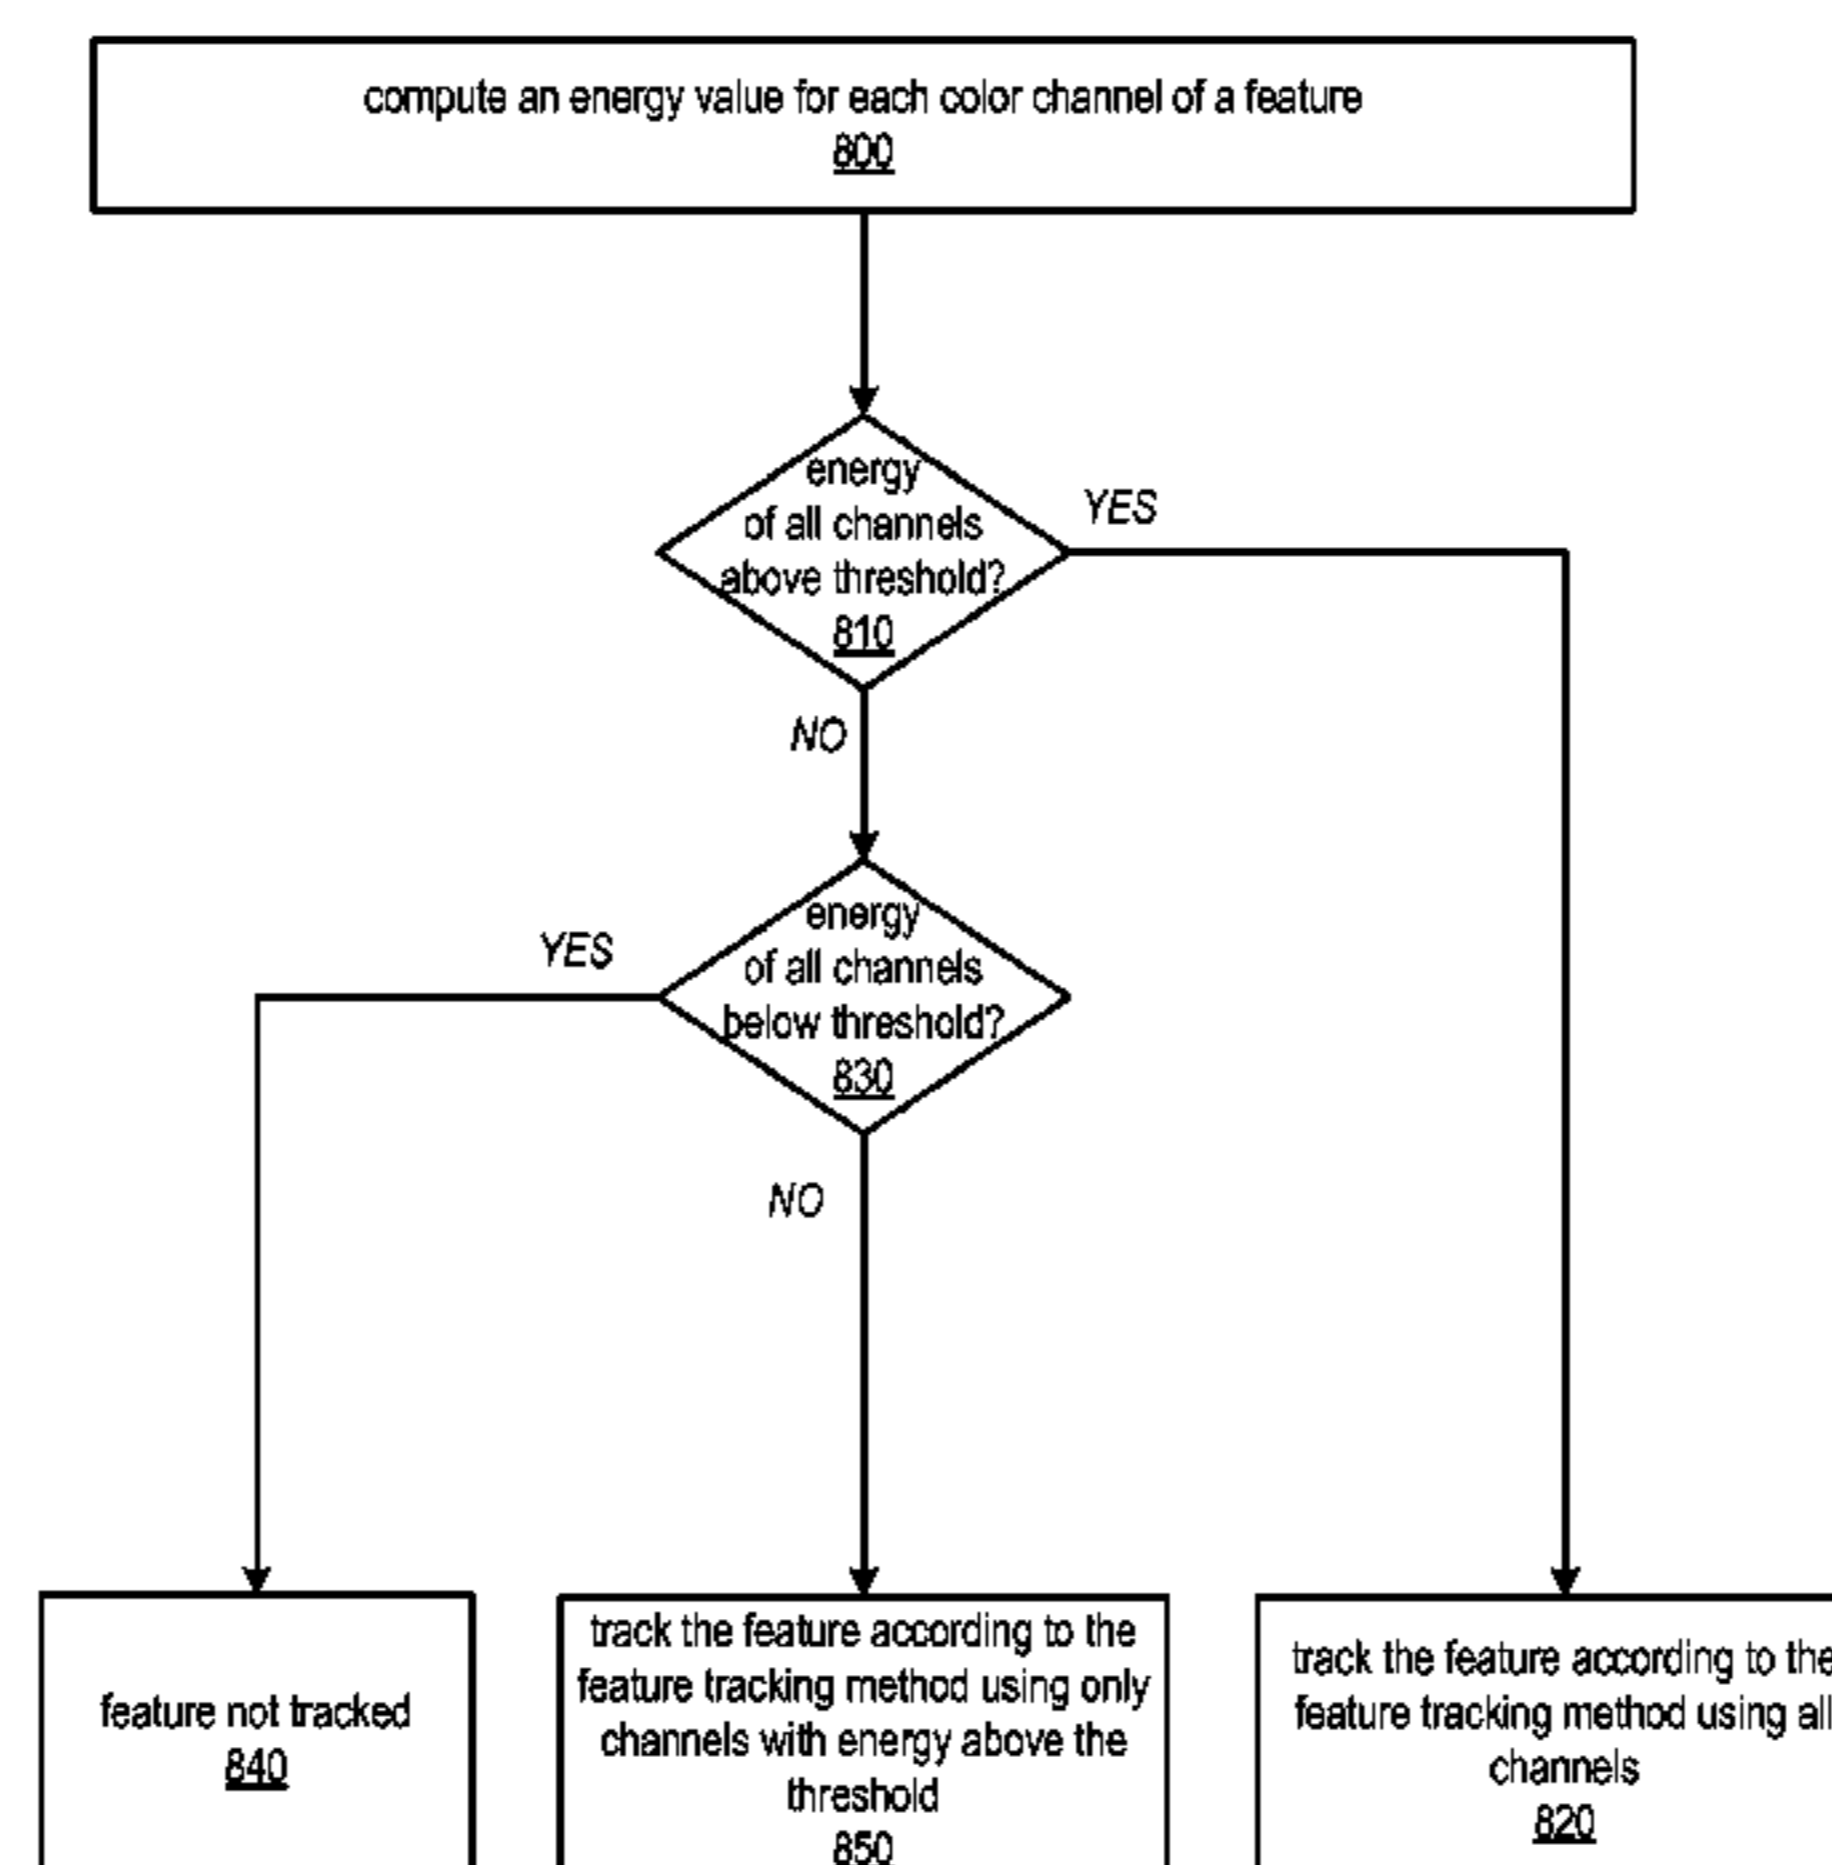 compute an energy value for each color channel of a feature
800
energy
of all channels
above threshold?
810
YES
NO
energy
of all channels
below threshold?
830
YES
NO
feature not tracked
840
track the feature according to the
feature tracking method using only
channels with energy above the
threshold
850
track the feature according to the
feature tracking method using all
channels
820